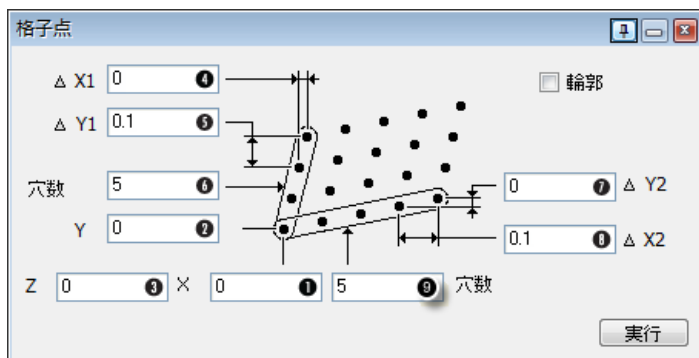 格子点
Δ X1 0 ❹
輪郭
Δ Y1 0.1 ❺
穴数 5 ❻
0 ❼ Δ Y2
Y 0 ❷
0.1 ❽ Δ X2
Z 0 ❸ X 0 ❶ 5 ❾ 穴数
実行